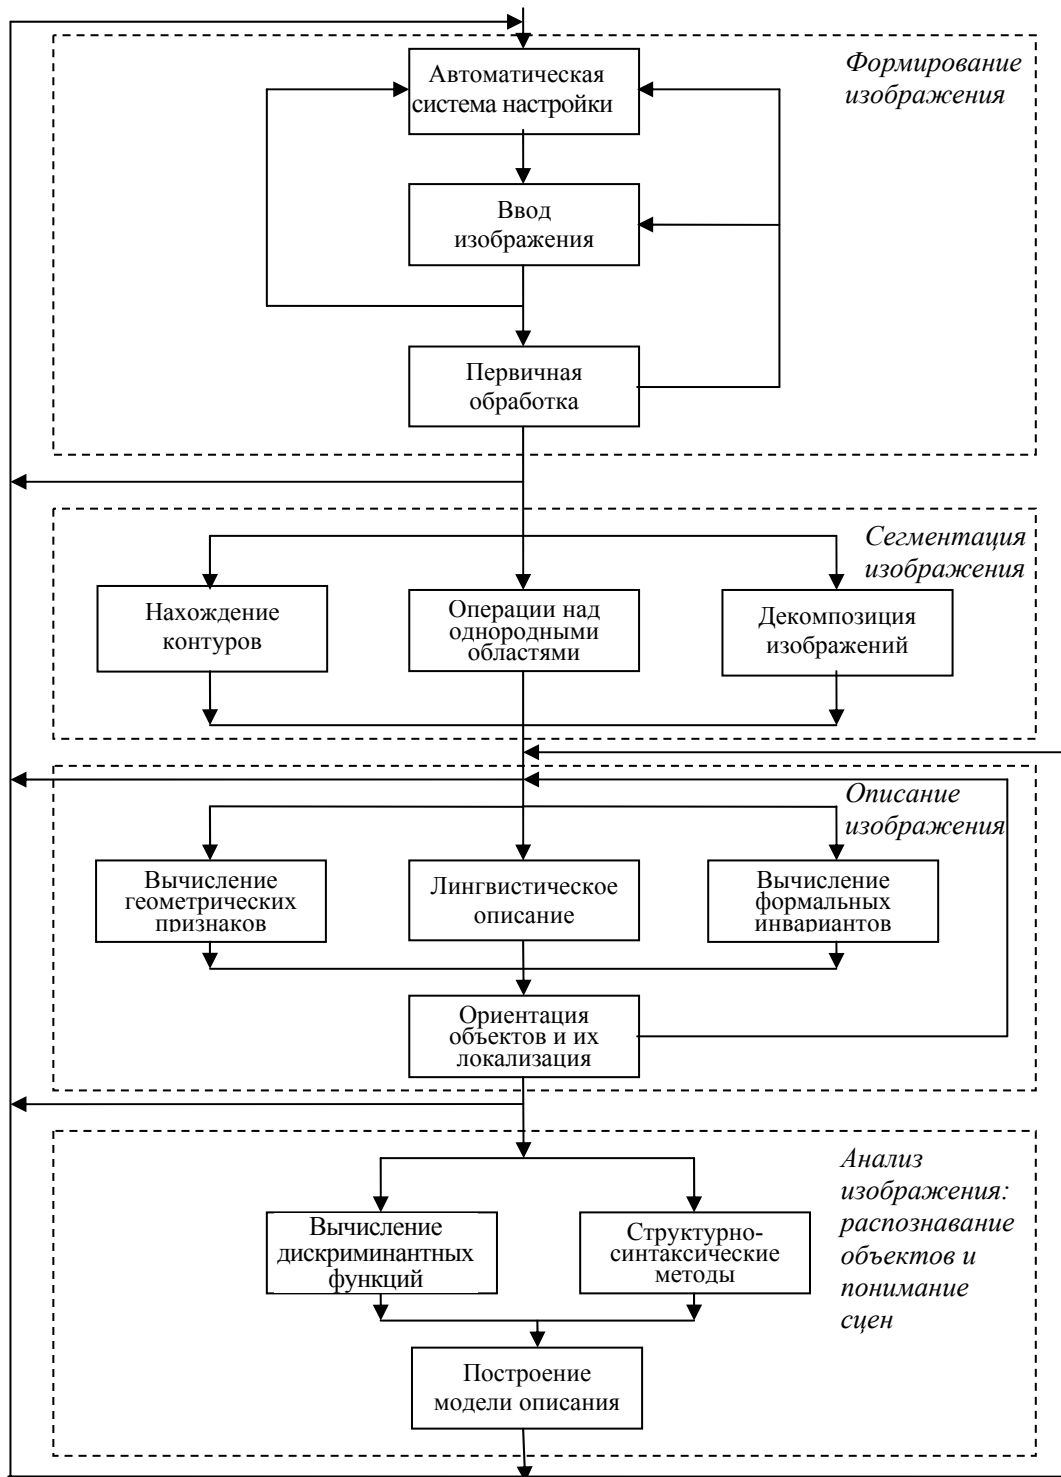 Формирование
изображения
Автоматическая
система настройки
Ввод
изображения
Первичная
обработка
Сегментация
изображения
Нахождение
контуров
Операции над
однородными
областями
Декомпозиция
изображений
Описание
изображения
Вычисление
геометрических
признаков
Лингвистическое
описание
Вычисление
формальных
инвариантов
Ориентация
объектов и их
локализация
Анализ
изображения:
распознавание
объектов и
понимание
сцен
Вычисление
дискриминантных
функций
Структурно-
синтаксические
методы
Построение
модели описания